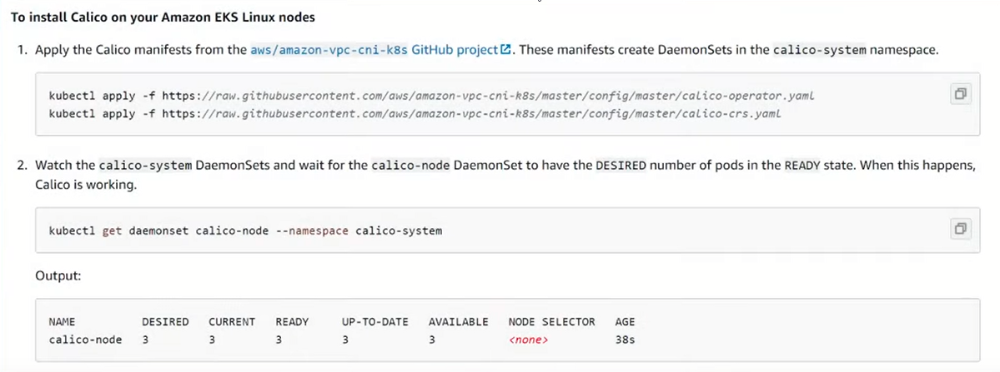 To install Calico on your Amazon EKS Linux nodes
1. Apply the Calico manifests from the aws/amazon-vpc-cni-k8s GitHub project. These manifests create DaemonSets in the calico-system namespace.
kubectl apply -f https://raw.githubusercontent.com/aws/amazon-vpc-cni-k8s/master/config/master/calico-operator.yaml
kubectl apply -f https://raw.githubusercontent.com/aws/amazon-vpc-cni-k8s/master/config/master/calico-crs.yaml
2. Watch the calico-system DaemonSets and wait for the calico-node DaemonSet to have the DESIRED number of pods in the READY state. When this happens,
Calico is working.
kubectl get daemonset calico-node --namespace calico-system
Output:
NAME DESIRED CURRENT READY UP-TO-DATE AVAILABLE NODE SELECTOR AGE
calico-node 3 3 3 3 3 <none> 38s